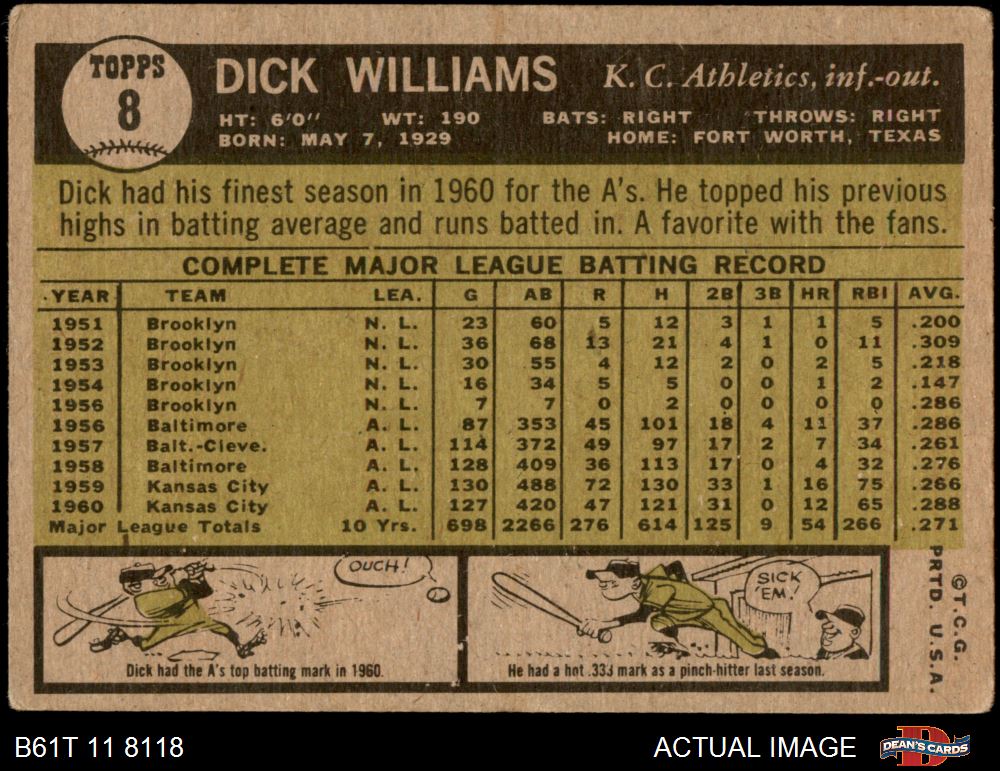 TOPPS
8
DICK WILLIAMS K. C. Athletics, inf.-out.
HT: 6'0" WT: 190 BATS: RIGHT THROWS: RIGHT
BORN: MAY 7, 1929 HOME: FORT WORTH, TEXAS
Dick had his finest season in 1960 for the A's. He topped his previous
highs in batting average and runs batted in. A favorite with the fans.
COMPLETE MAJOR LEAGUE BATTING RECORD
YEAR TEAM LEA. G AB R H 2B 3B HR RBI AVG.
1951 Brooklyn N. L. 23 60 5 12 3 1 1 5 .200
1952 Brooklyn N. L. 36 68 13 21 4 1 0 11 .309
1953 Brooklyn N. L. 30 55 4 12 2 0 2 5 .218
1954 Brooklyn N. L. 16 34 5 5 0 0 1 2 .147
1956 Brooklyn N. L. 7 7 0 2 0 0 0 0 .286
1956 Baltimore A. L. 87 353 45 101 18 4 11 37 .286
1957 Balt.-Cleve. A. L. 114 372 49 97 17 2 7 34 .261
1958 Baltimore A. L. 128 409 36 113 17 0 4 32 .276
1959 Kansas City A. L. 130 488 72 130 33 1 16 75 .266
1960 Kansas City A. L. 127 420 47 121 31 0 12 65 .288
Major League Totals 10 Yrs. 698 2266 276 614 125 9 54 266 .271
OUCH!
Dick had the A's top batting mark in 1960.
SICK
'EM!
He had a hot .333 mark as a pinch-hitter last season.
©T.C.G.
PRTD. U.S.A.
B61T 11 8118 ACTUAL IMAGE DEAN'S CARDS